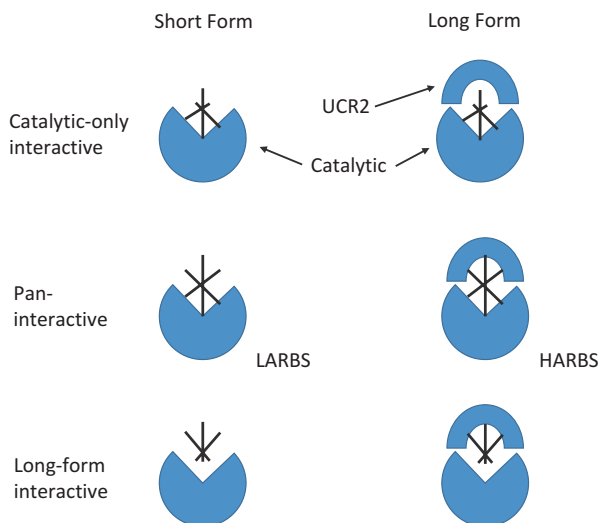 Short Form
Long Form
UCR2
Catalytic-only
interactive
Catalytic
Pan-
interactive
LARBS
HARBS
Long-form
interactive